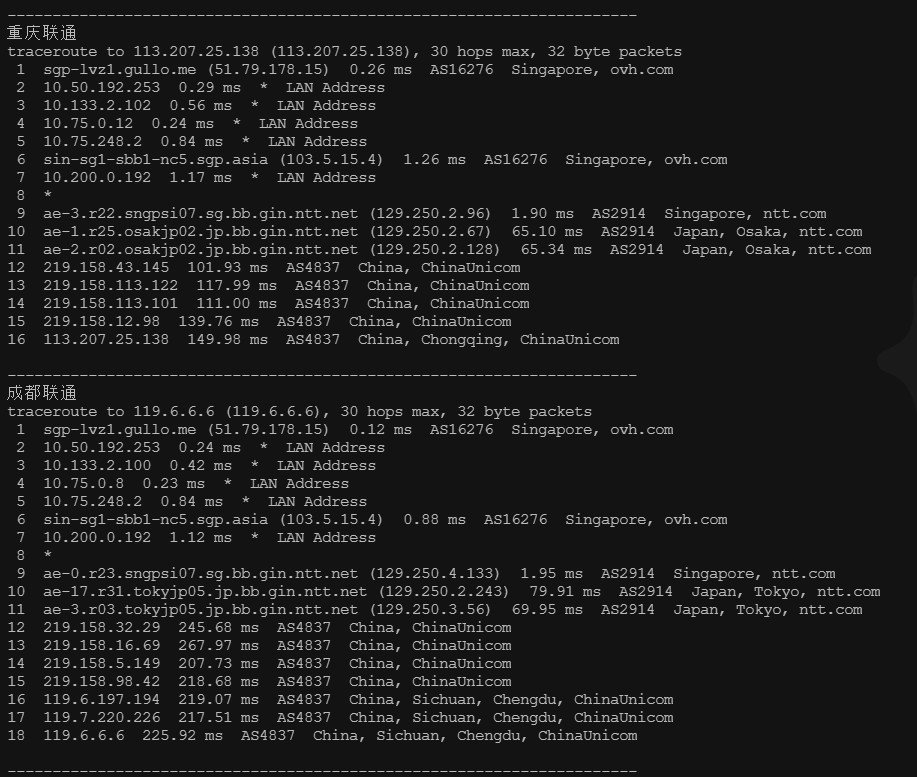 ----------------------------------------------------------------------
重庆联通
traceroute to 113.207.25.138 (113.207.25.138), 30 hops max, 32 byte packets
 1  sgp-lvz1.gullo.me (51.79.178.15)  0.26 ms  AS16276  Singapore, ovh.com
 2  10.50.192.253  0.29 ms  *  LAN Address
 3  10.133.2.102  0.56 ms  *  LAN Address
 4  10.75.0.12  0.24 ms  *  LAN Address
 5  10.75.248.2  0.84 ms  *  LAN Address
 6  sin-sg1-sbb1-nc5.sgp.asia (103.5.15.4)  1.26 ms  AS16276  Singapore, ovh.com
 7  10.200.0.192  1.17 ms  *  LAN Address
 8  *
 9  ae-3.r22.sngpsi07.sg.bb.gin.ntt.net (129.250.2.96)  1.90 ms  AS2914  Singapore, ntt.com
10  ae-1.r25.osakjp02.jp.bb.gin.ntt.net (129.250.2.67)  65.10 ms  AS2914  Japan, Osaka, ntt.com
11  ae-2.r02.osakjp02.jp.bb.gin.ntt.net (129.250.2.128)  65.34 ms  AS2914  Japan, Osaka, ntt.com
12  219.158.43.145  101.93 ms  AS4837  China, ChinaUnicom
13  219.158.113.122  117.99 ms  AS4837  China, ChinaUnicom
14  219.158.113.101  111.00 ms  AS4837  China, ChinaUnicom
15  219.158.12.98  139.76 ms  AS4837  China, ChinaUnicom
16  113.207.25.138  149.98 ms  AS4837  China, Chongqing, ChinaUnicom
----------------------------------------------------------------------
成都联通
traceroute to 119.6.6.6 (119.6.6.6), 30 hops max, 32 byte packets
 1  sgp-lvz1.gullo.me (51.79.178.15)  0.12 ms  AS16276  Singapore, ovh.com
 2  10.50.192.253  0.24 ms  *  LAN Address
 3  10.133.2.100  0.42 ms  *  LAN Address
 4  10.75.0.8  0.23 ms  *  LAN Address
 5  10.75.248.2  0.84 ms  *  LAN Address
 6  sin-sg1-sbb1-nc5.sgp.asia (103.5.15.4)  0.88 ms  AS16276  Singapore, ovh.com
 7  10.200.0.192  1.12 ms  *  LAN Address
 8  *
 9  ae-0.r23.sngpsi07.sg.bb.gin.ntt.net (129.250.4.133)  1.95 ms  AS2914  Singapore, ntt.com
10  ae-17.r31.tokyjp05.jp.bb.gin.ntt.net (129.250.2.243)  79.91 ms  AS2914  Japan, Tokyo, ntt.com
11  ae-3.r03.tokyjp05.jp.bb.gin.ntt.net (129.250.3.56)  69.95 ms  AS2914  Japan, Tokyo, ntt.com
12  219.158.32.29  245.68 ms  AS4837  China, ChinaUnicom
13  219.158.16.69  267.97 ms  AS4837  China, ChinaUnicom
14  219.158.5.149  207.73 ms  AS4837  China, ChinaUnicom
15  219.158.98.42  218.68 ms  AS4837  China, ChinaUnicom
16  119.6.197.194  219.07 ms  AS4837  China, Sichuan, Chengdu, ChinaUnicom
17  119.7.220.226  217.51 ms  AS4837  China, Sichuan, Chengdu, ChinaUnicom
18  119.6.6.6  225.92 ms  AS4837  China, Sichuan, Chengdu, ChinaUnicom
----------------------------------------------------------------------